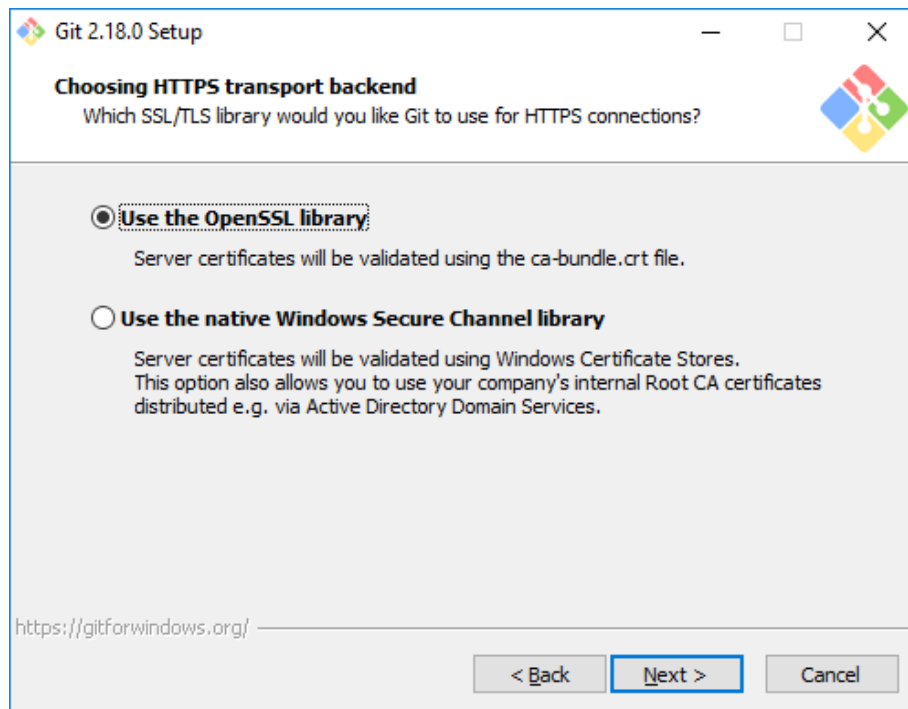 Git 2.18.0 Setup
Choosing HTTPS transport backend
Which SSL/TLS library would you like Git to use for HTTPS connections?
Use the OpenSSL library
Server certificates will be validated using the ca-bundle.crt file.
Use the native Windows Secure Channel library
Server certificates will be validated using Windows Certificate Stores.
This option also allows you to use your company's internal Root CA certificates
distributed e.g. via Active Directory Domain Services.
https://gitforwindows.org/
< Back
Next >
Cancel